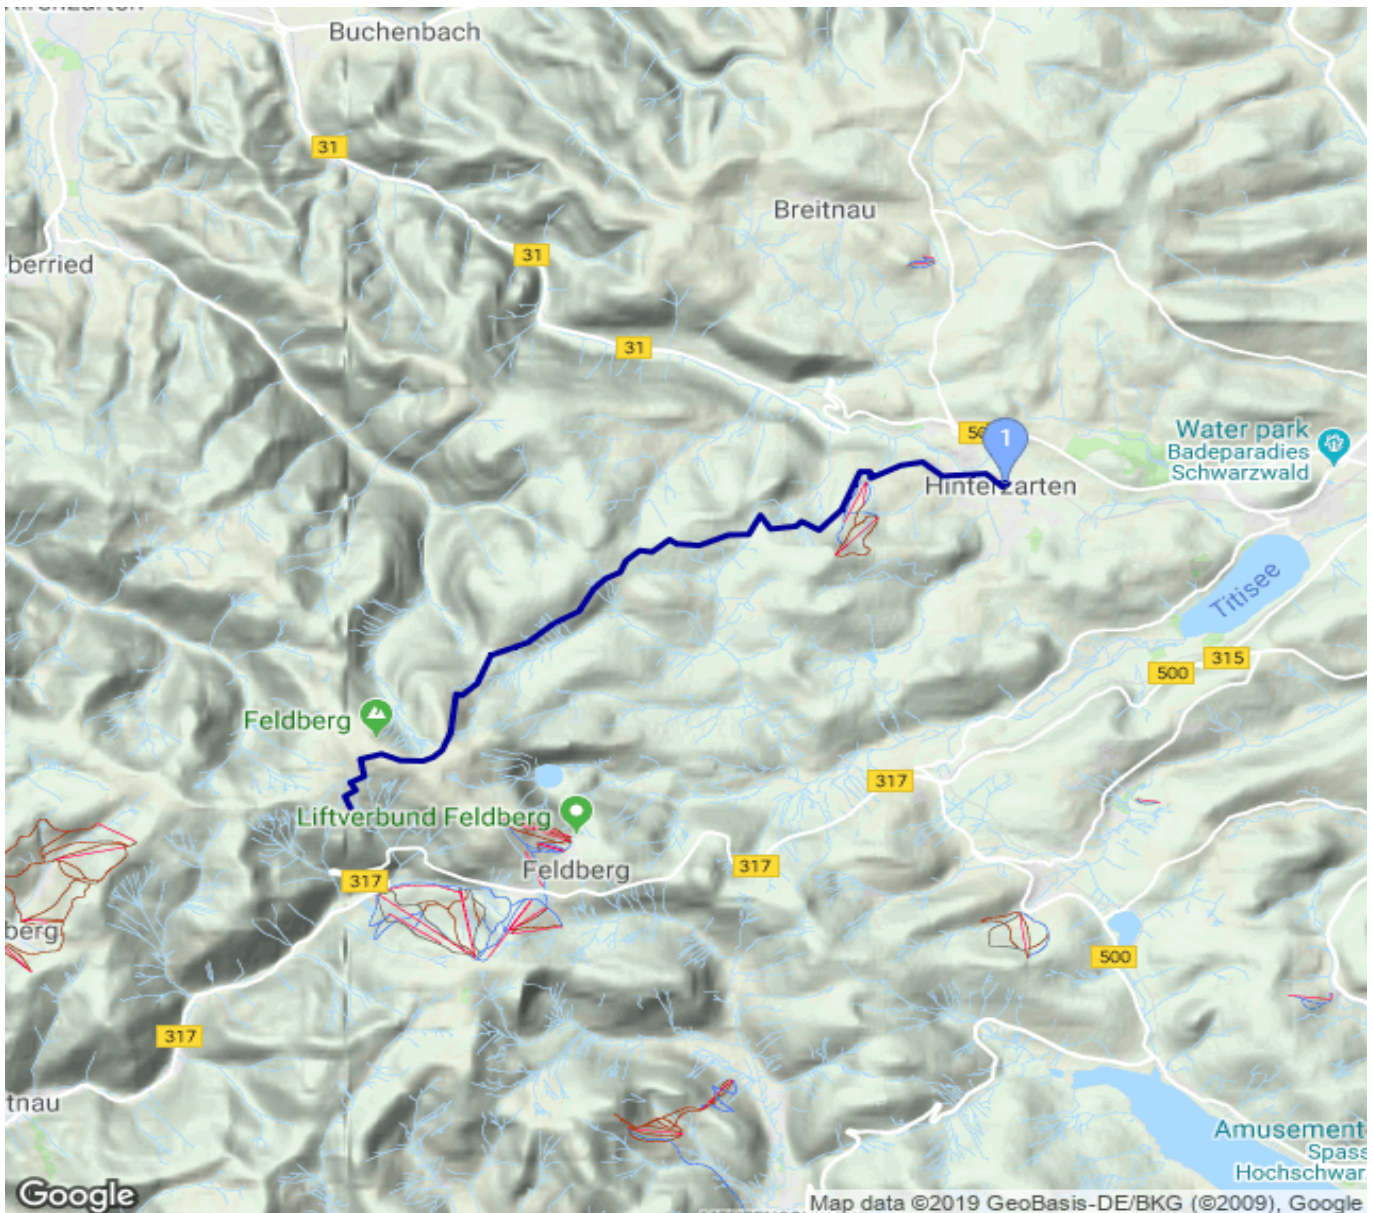 Buchenbach
31
Breitnau
31
berried
31
1
Water park
Badeparadies
Schwarzwald
Hinterzarten
Titisee
315
500
Feldberg
317
Liftverbund Feldberg
317
Feldberg
317
berg
500
317
tnau
Amusement
Spass
Hochschwar
Google
Map data ©2019 GeoBasis-DE/BKG (©2009), Google